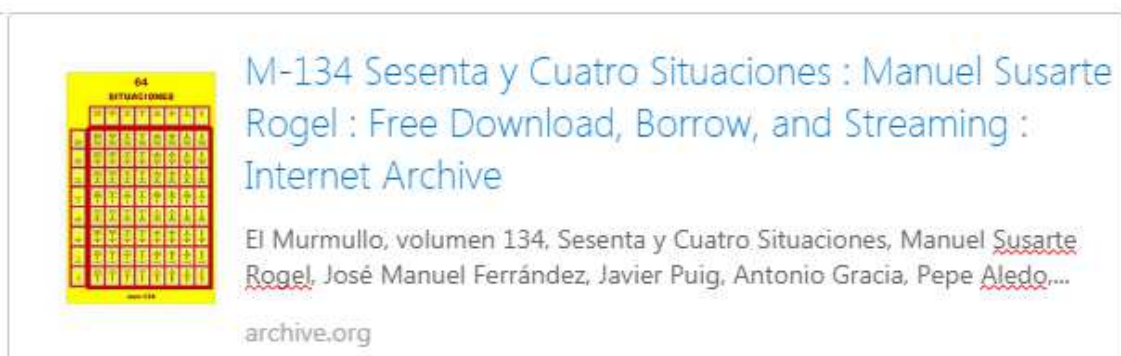 64
SITUACIONES
M-134 Sesenta y Cuatro Situaciones : Manuel Susarte
Rogel : Free Download, Borrow, and Streaming :
Internet Archive
El Murmullo, volumen 134, Sesenta y Cuatro Situaciones, Manuel Susarte
Rogel, José Manuel Ferrández, Javier Puig, Antonio Gracia, Pepe Aledo,...
archive.org